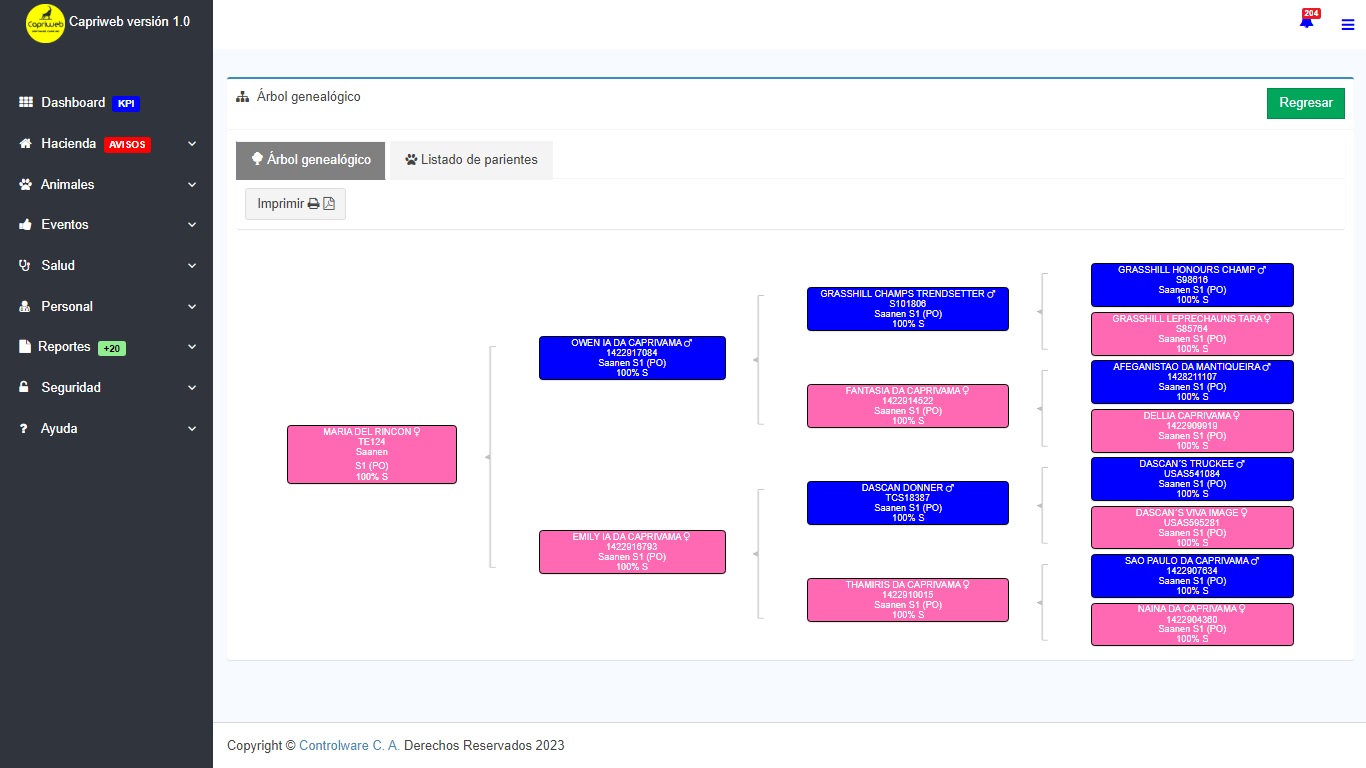 Capriweb
Capriweb versión 1.0
204
Dashboard KPI
Hacienda AVISOS
Animales
Eventos
Salud
Personal
Reportes +20
Seguridad
? Ayuda
Árbol genealógico
Regresar
Árbol genealógico
Listado de parientes
Imprimir
MARIA DEL RINCON ♀
TE124
Saanen
S1 (PO)
100% S
OWEN IA DA CAPRIVAMA ♂
1422917084
Saanen S1 (PO)
100% S
EMILY IA DA CAPRIVAMA ♀
1422916793
Saanen S1 (PO)
100% S
GRASSHILL CHAMPS TRENDSETTER ♂
S101806
Saanen S1 (PO)
100% S
FANTASIA DA CAPRIVAMA ♀
1422914522
Saanen S1 (PO)
100% S
DASCAN DONNER ♂
TCS18387
Saanen S1 (PO)
100% S
THAMIRIS DA CAPRIVAMA ♀
1422910015
Saanen S1 (PO)
100% S
GRASSHILL HONOURS CHAMP ♂
S98616
Saanen S1 (PO)
100% S
GRASSHILL LEPRECHAUNS TARA ♀
S85764
Saanen S1 (PO)
100% S
AFEGANISTAO DA MANTIQUEIRA ♂
1428211107
Saanen S1 (PO)
100% S
DELLIA CAPRIVAMA ♀
1422909919
Saanen S1 (PO)
100% S
DASCAN´S TRUCKEE ♂
USAS541084
Saanen S1 (PO)
100% S
DASCAN´S VIVA IMAGE ♀
USAS595281
Saanen S1 (PO)
100% S
SAO PAULO DA CAPRIVAMA ♂
1422907634
Saanen S1 (PO)
100% S
NAINA DA CAPRIVAMA ♀
1422904360
Saanen S1 (PO)
100% S
Copyright © Controlware C. A. Derechos Reservados 2023